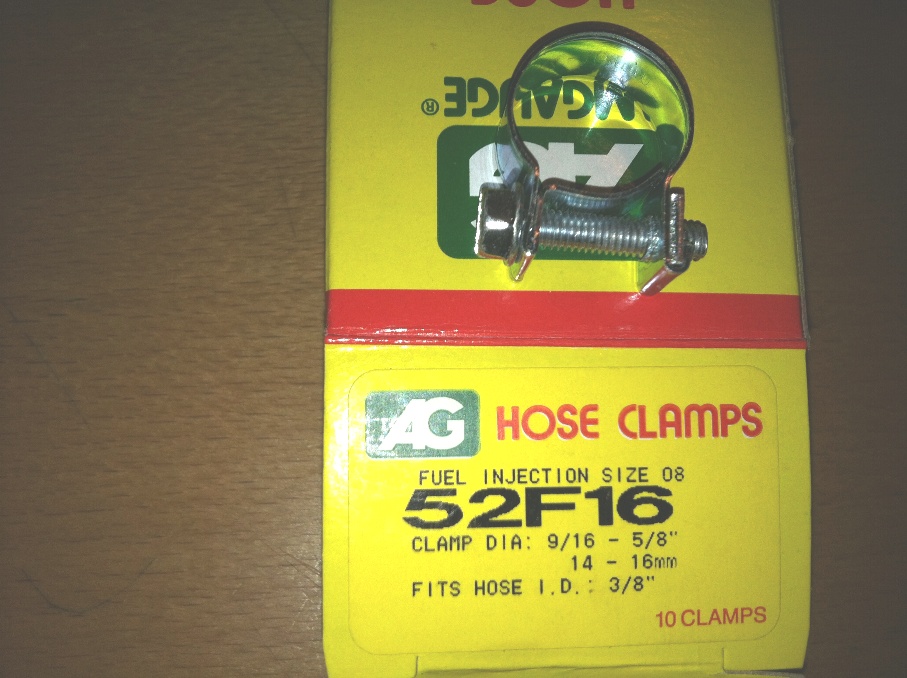 ®
AG
HOSE CLAMPS
FUEL INJECTION SIZE 08
52F16
CLAMP DIA: 9/16 - 5/8"
14 - 16mm
FITS HOSE I.D.: 3/8"
10 CLAMPS